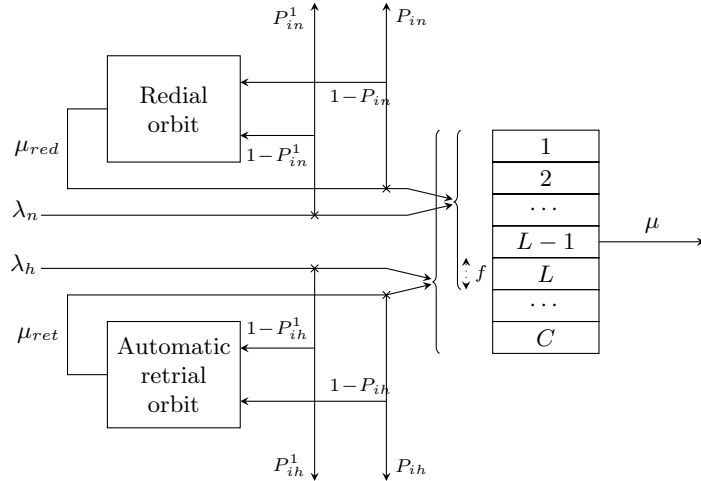 P_{in}^{1}
P_{in}
Redial
orbit
1−P_{in}
1−P_{in}^{1}
μ_{red}
λ_n
λ_h
μ_{ret}
Automatic
retrial
orbit
1−P_{ih}^{1}
1−P_{ih}
P_{ih}^{1}
P_{ih}
1
2
⋯
L − 1
L
⋯
C
f
μ